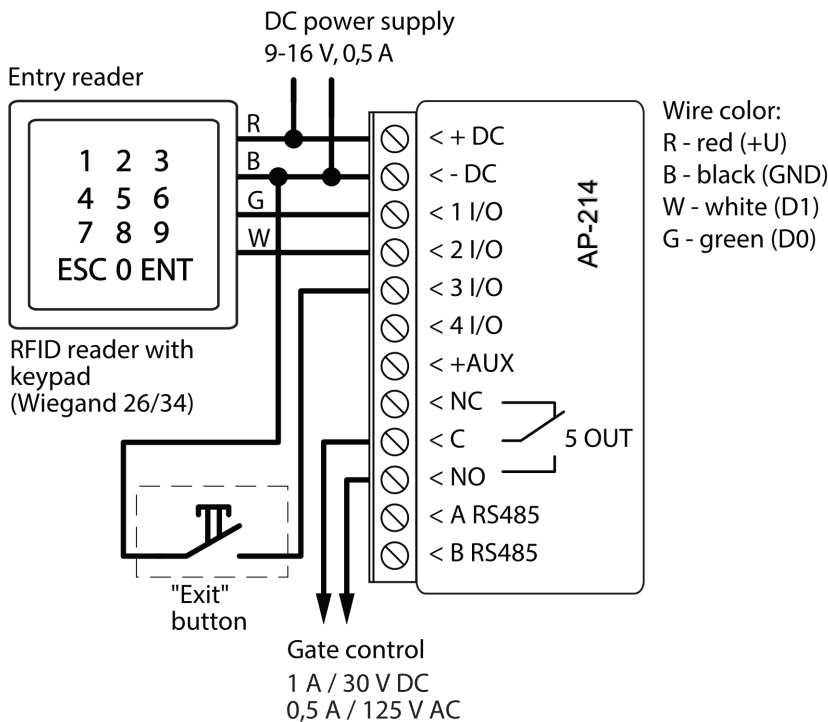 DC power supply
9-16 V, 0,5 A
Entry reader
R
B
G
W
1 2 3
4 5 6
7 8 9
ESC 0 ENT
RFID reader with
keypad
(Wiegand 26/34)
< + DC
< - DC
< 1 I/O
< 2 I/O
< 3 I/O
< 4 I/O
< +AUX
< NC
< C
< NO
< A RS485
< B RS485
5 OUT
AP-214
Wire color:
R - red (+U)
B - black (GND)
W - white (D1)
G - green (D0)
"Exit"
button
Gate control
1 A / 30 V DC
0,5 A / 125 V AC